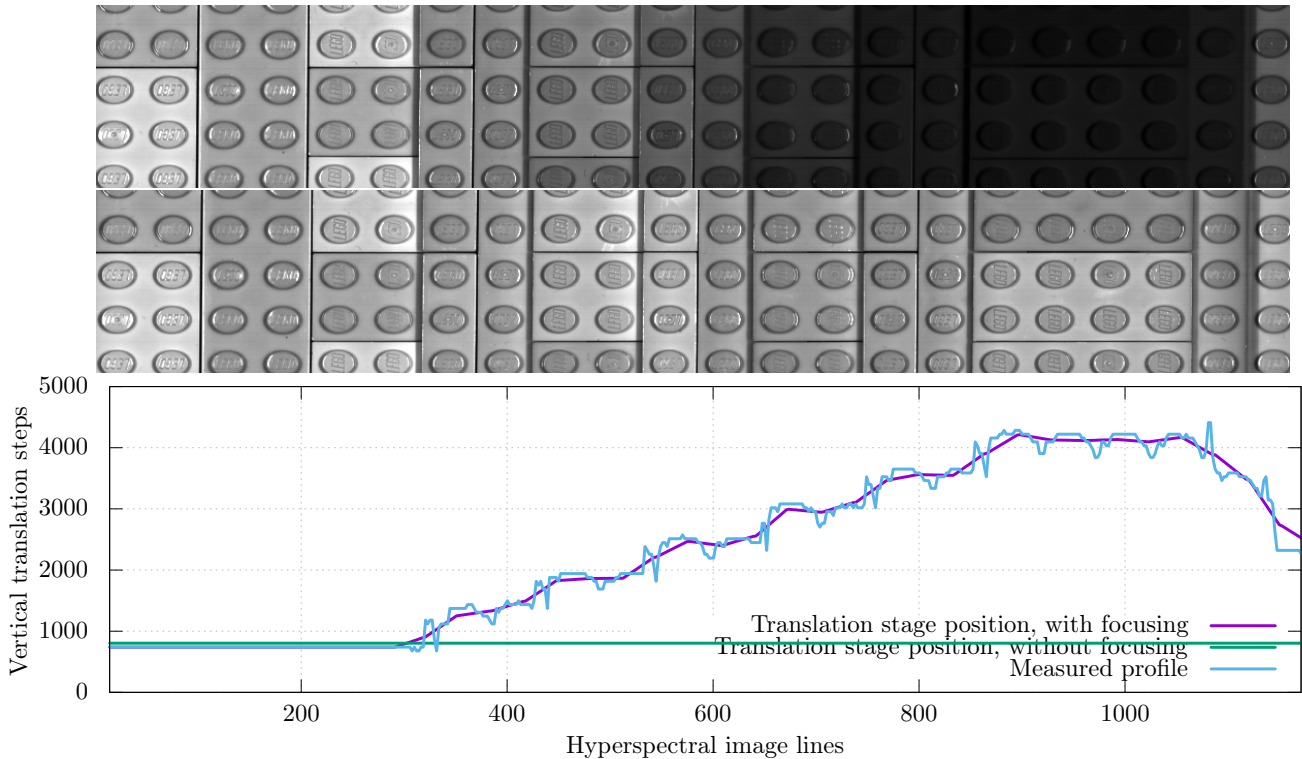 5000
4000
3000
2000
1000
0
Vertical translation steps
Translation stage position, with focusing
Translation stage position, without focusing
Measured profile
200
400
600
800
1000
Hyperspectral image lines